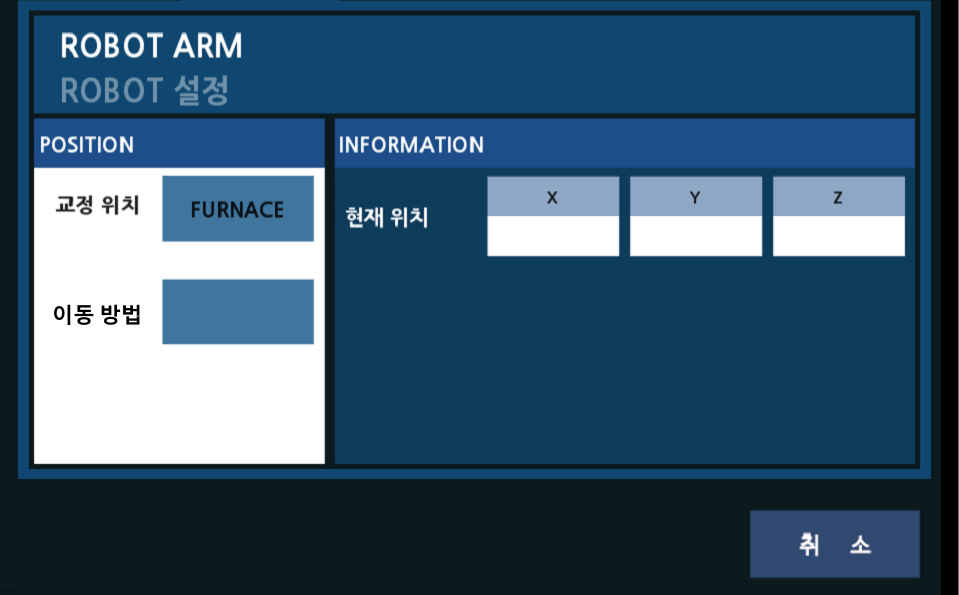 ROBOT ARM
ROBOT 설정
POSITION
교정 위치 FURNACE
이동 방법
INFORMATION
현재 위치 X Y Z
취 소